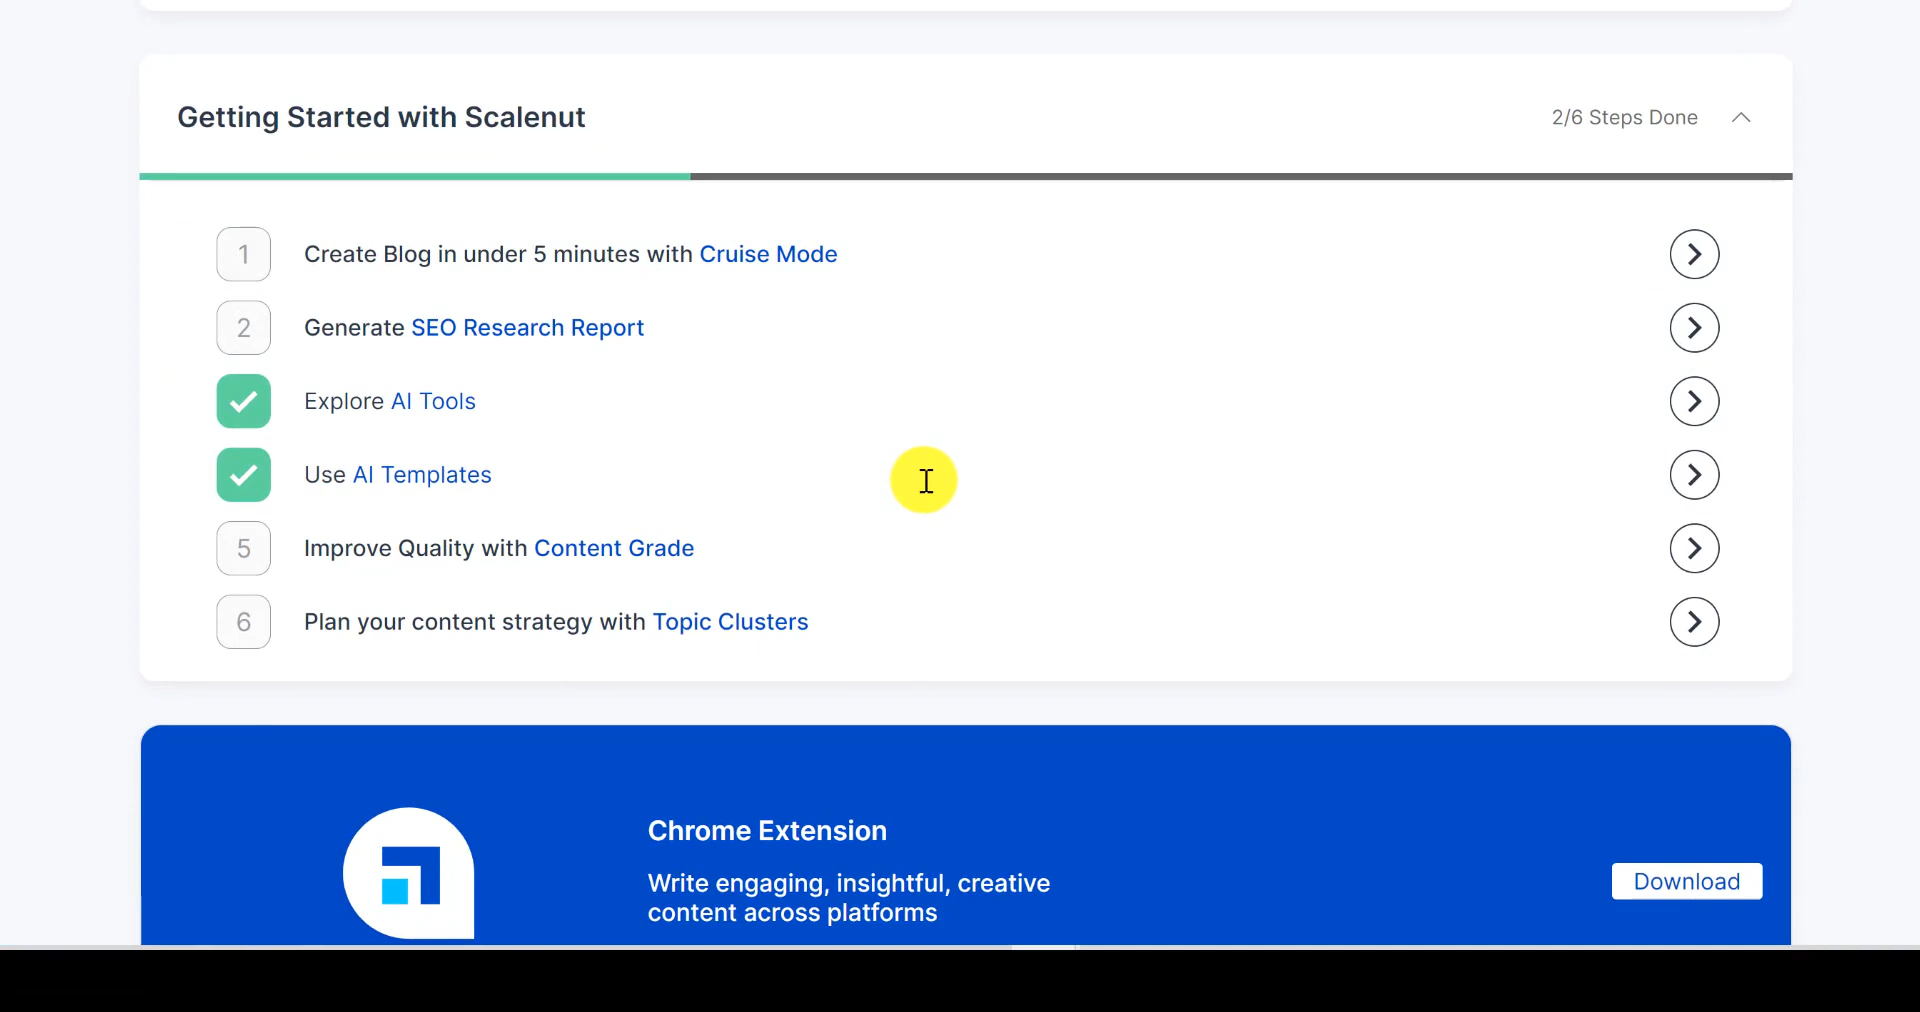 Getting Started with Scalenut
2/6 Steps Done
1 Create Blog in under 5 minutes with Cruise Mode
2 Generate SEO Research Report
Explore AI Tools
Use AI Templates
5 Improve Quality with Content Grade
6 Plan your content strategy with Topic Clusters
Chrome Extension
Write engaging, insightful, creative
content across platforms
Download